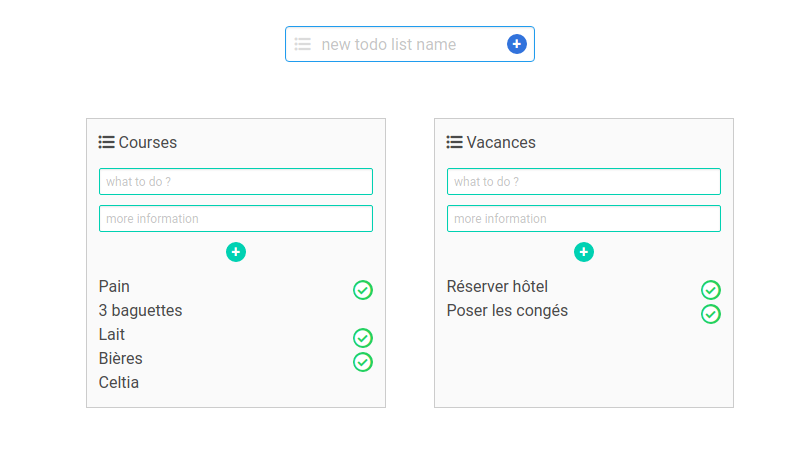 new todo list name
Courses
what to do ?
more information
Pain
3 baguettes
Lait
Bières
Celtia
Vacances
what to do ?
more information
Réserver hôtel
Poser les congés